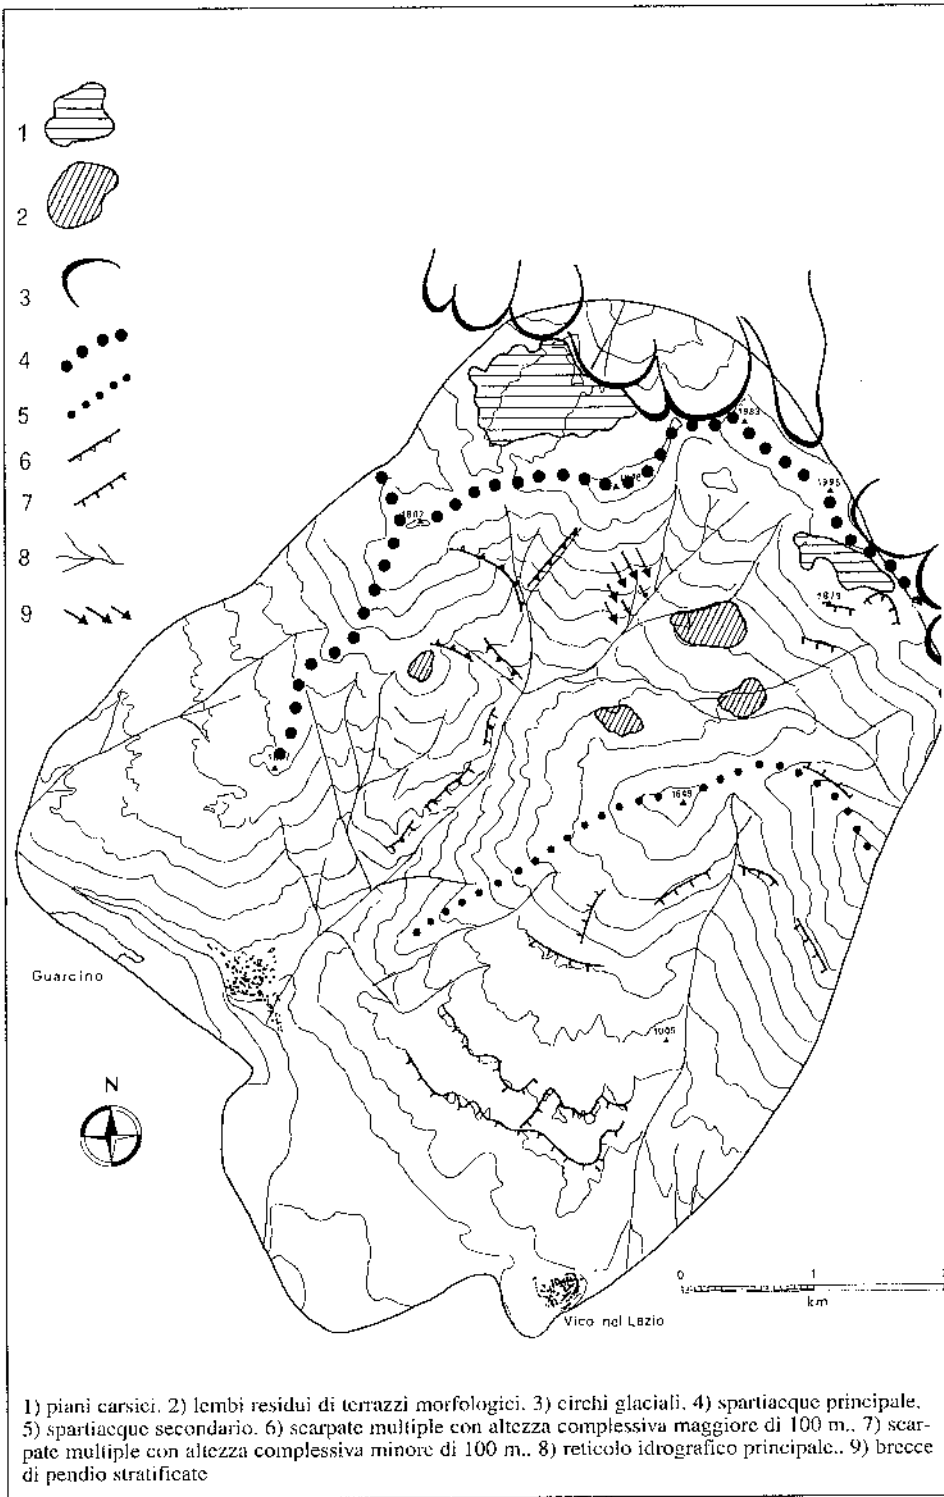 1
2
3
4
5
6
7
8
9
1983
1996
1649
1005
Guarcino
N
0 1
km
Vico nel Lazio
1) piani carsici. 2) lembi residui di terrazzi morfologici. 3) circhi glaciali. 4) spartiacque principale.
5) spartiacque secondario. 6) scarpate multiple con altezza complessiva maggiore di 100 m.. 7) scar-
pate multiple con altezza complessiva minore di 100 m.. 8) reticolo idrografico principale.. 9) brecce
di pendio stratificate